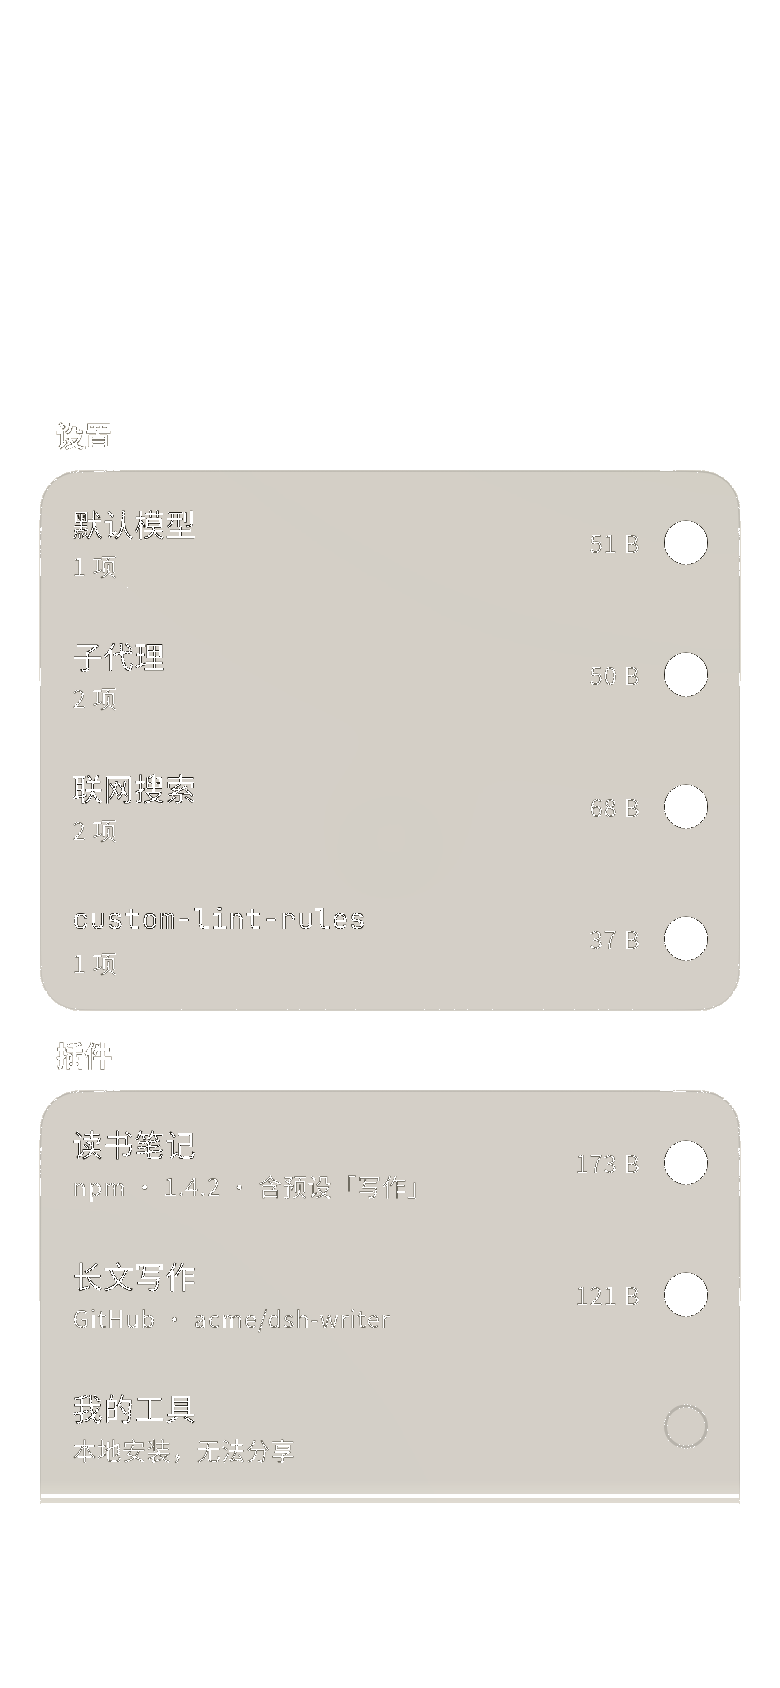 设置
默认模型
1 项
51 B
子代理
2 项
50 B
联网搜索
2 项
68 B
custom-lint-rules
1 项
37 B
插件
读书笔记
npm · 1.4.2 · 含预设「写作」
173 B
长文写作
GitHub · acme/dsh-writer
121 B
我的工具
本地安装，无法分享